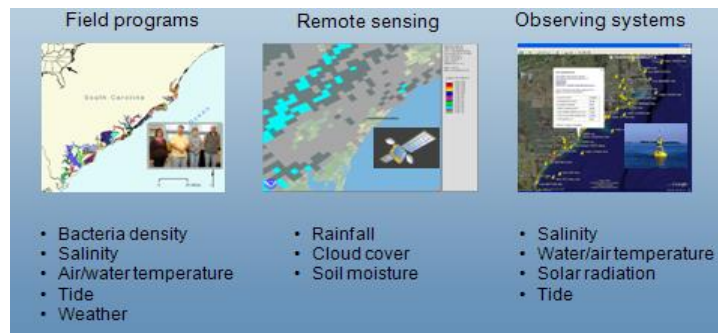 Field programs
Remote sensing
Observing systems
South Carolina
Ocean
• Bacteria density
• Salinity
• Air/water temperature
• Tide
• Weather
• Rainfall
• Cloud cover
• Soil moisture
• Salinity
• Water/air temperature
• Solar radiation
• Tide